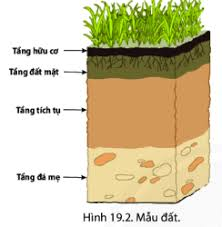 Tầng hữu cơ
Tầng đất mặt
Tầng tích tụ
Tầng đá mẹ
Hình 19.2. Mẫu đất.